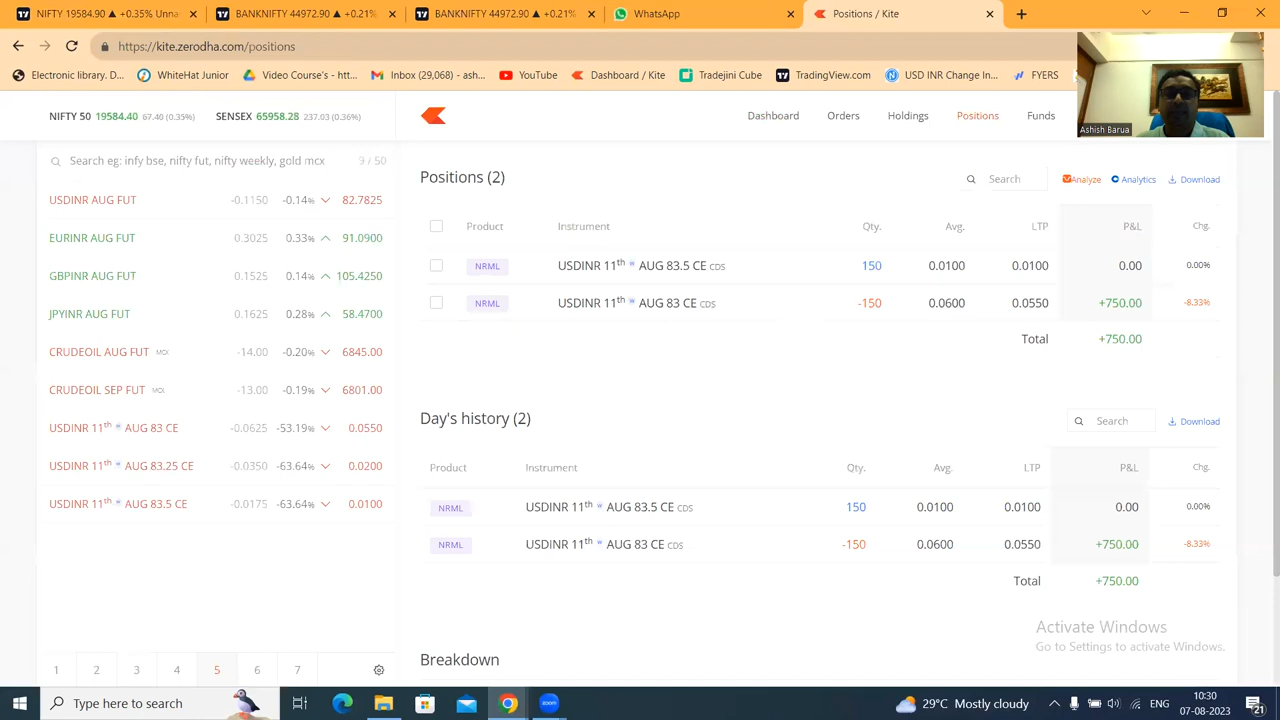 NIFTY 19584.40 ▲ +0.35% Unna
BANKNIFTY 44972.90 ▲ +0.21%
BANKNIFTY 44972.90 ▲ +0.21%
WhatsApp
Positions / Kite
https://kite.zerodha.com/positions
Electronic library. D...
WhiteHat Junior
Video Course's - htt...
Inbox (29,068) - ash...
YouTube
Dashboard / Kite
Tradejini Cube
TradingView.com
USD INR Change In...
FYERS
Ashish Barua
NIFTY 50 19584.40 67.40 (0.35%) SENSEX 65958.28 237.03 (0.36%)
Dashboard Orders Holdings Positions Funds
Search eg: infy bse, nifty fut, nifty weekly, gold mcx 9 / 50
USDINR AUG FUT -0.1150 -0.14% 82.7825
EURINR AUG FUT 0.3025 0.33% 91.0900
GBPINR AUG FUT 0.1525 0.14% 105.4250
JPYINR AUG FUT 0.1625 0.28% 58.4700
CRUDEOIL AUG FUT MCX -14.00 -0.20% 6845.00
CRUDEOIL SEP FUT MCX -13.00 -0.19% 6801.00
USDINR 11th w AUG 83 CE -0.0625 -53.19% 0.0550
USDINR 11th w AUG 83.25 CE -0.0350 -63.64% 0.0200
USDINR 11th w AUG 83.5 CE -0.0175 -63.64% 0.0100
1 2 3 4 5 6 7
Positions (2)
Search Analyze Analytics Download
Product Instrument Qty. Avg. LTP P&L Chg.
NRML USDINR 11th w AUG 83.5 CE CDS 150 0.0100 0.0100 0.00 0.00%
NRML USDINR 11th w AUG 83 CE CDS -150 0.0600 0.0550 +750.00 -8.33%
Total +750.00
Day's history (2)
Search Download
Product Instrument Qty. Avg. LTP P&L Chg.
NRML USDINR 11th w AUG 83.5 CE CDS 150 0.0100 0.0100 0.00 0.00%
NRML USDINR 11th w AUG 83 CE CDS -150 0.0600 0.0550 +750.00 -8.33%
Total +750.00
Breakdown
Activate Windows
Go to Settings to activate Windows.
Type here to search
zoom
29°C Mostly cloudy
ENG
10:30
07-08-2023
21